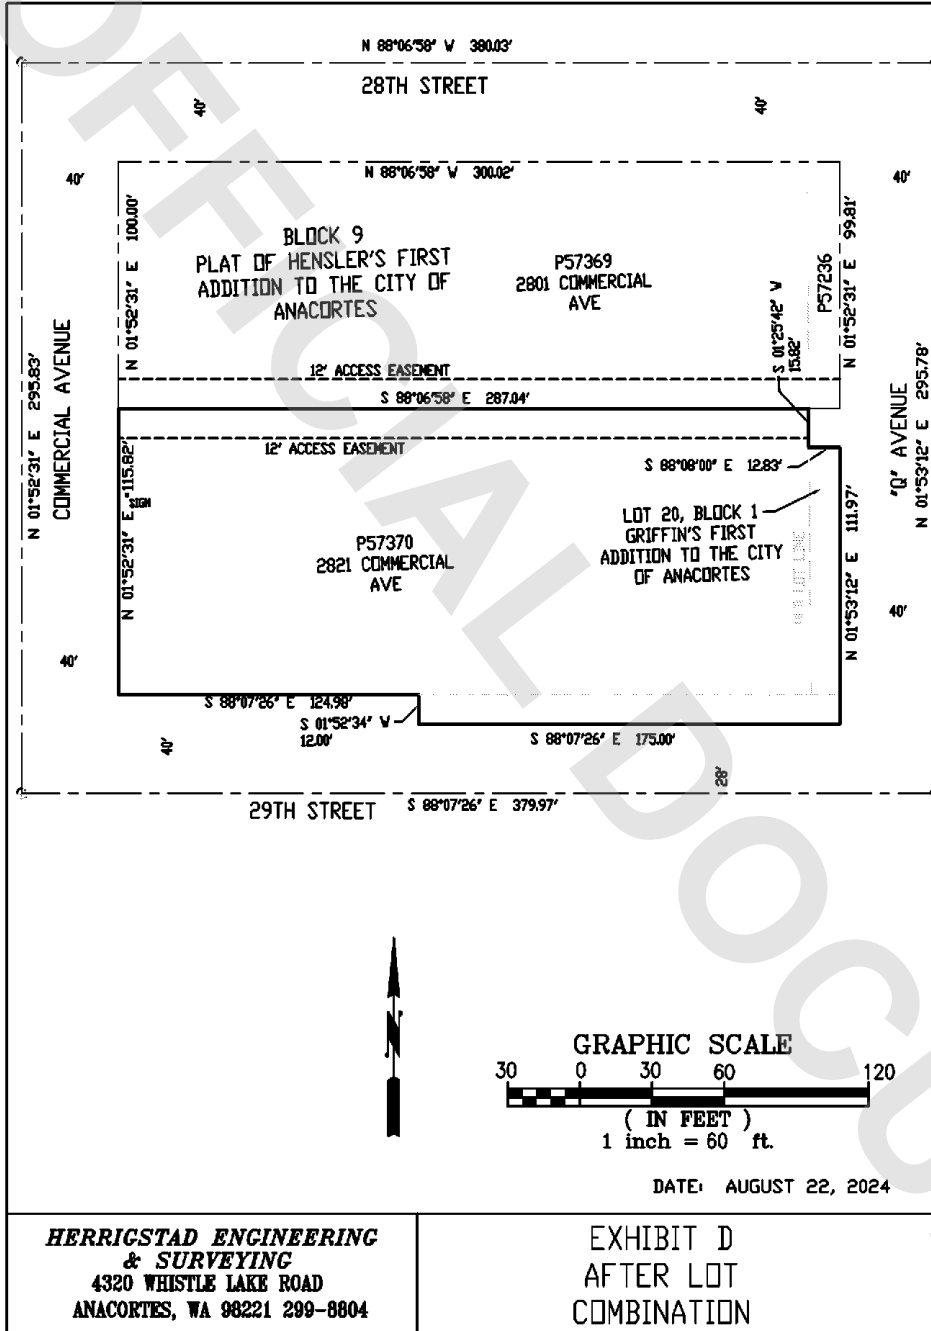 N 88°06'58" W 380.03'
28TH STREET
40'
40'
40'
40'
N 88°06'58" W 300.02'
N 01°52'31" E 100.00'
BLOCK 9
PLAT OF HENSLER'S FIRST
ADDITION TO THE CITY OF
ANACORTES
P57369
2801 COMMERCIAL
AVE
S 01°25'42" W
15.82'
P57236
N 01°52'31" E 99.81'
N 01°52'31" E 295.83'
COMMERCIAL AVENUE
12' ACCESS EASEMENT
S 88°06'58" E 287.04'
12' ACCESS EASEMENT
S 88°08'00" E 12.83'
"Q" AVENUE
N 01°53'12" E 295.78'
N 01°52'31" E 115.82'
SIGN
P57370
2821 COMMERCIAL
AVE
LOT 20, BLOCK 1
GRIFFIN'S FIRST
ADDITION TO THE CITY
OF ANACORTES
LOT LINE
N 01°53'12" E 111.97'
40'
40'
S 88°07'26" E 124.98'
S 01°52'34" W
12.00'
40'
S 88°07'26" E 175.00'
28'
29TH STREET
S 88°07'26" E 379.97'
N
GRAPHIC SCALE
30 0 30 60 120
( IN FEET )
1 inch = 60 ft.
DATE: AUGUST 22, 2024
HERRIGSTAD ENGINEERING
& SURVEYING
4320 WHISTLE LAKE ROAD
ANACORTES, WA 98221 299-8804
EXHIBIT D
AFTER LOT
COMBINATION
OFFICIAL DOCU